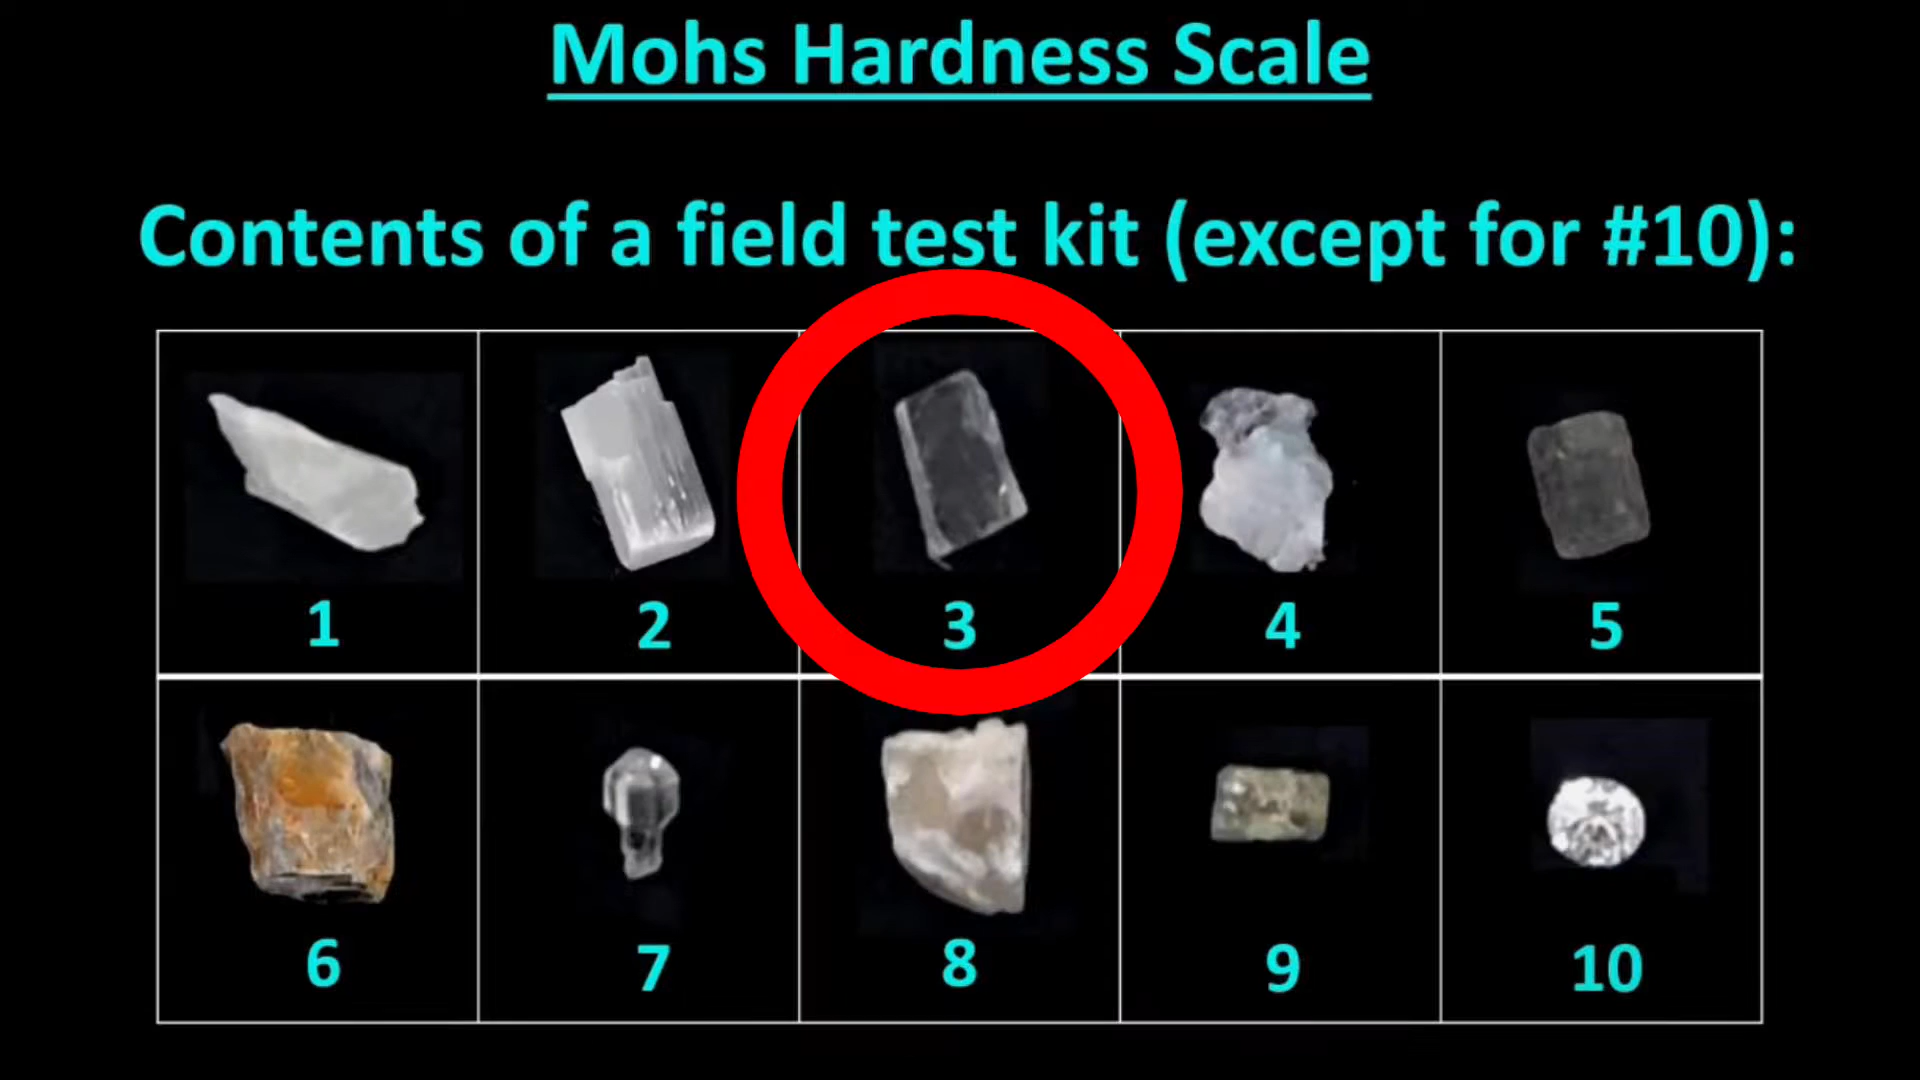 Mohs Hardness Scale
Contents of a field test kit (except for #10):
1 2 3 4 5
6 7 8 9 10